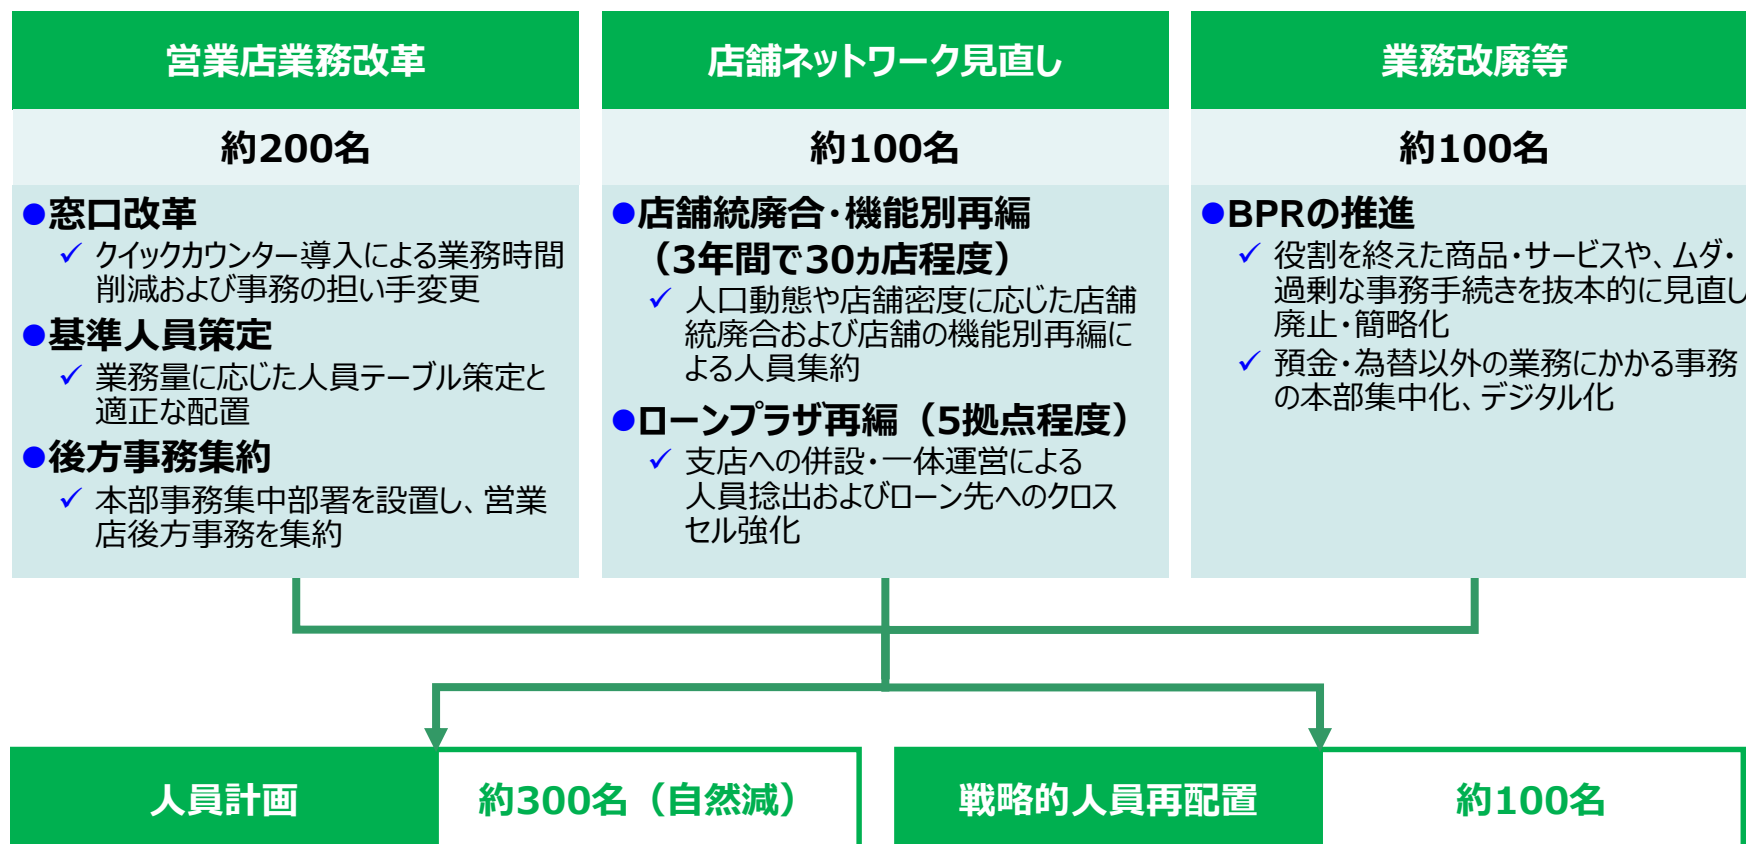 営業店業務改革
約200名
●窓口改革
✓ クイックカウンター導入による業務時間
削減および事務の担い手変更
●基準人員策定
✓ 業務量に応じた人員テーブル策定と
適正な配置
●後方事務集約
✓ 本部事務集中部署を設置し、営業
店後方事務を集約
店舗ネットワーク見直し
約100名
●店舗統廃合・機能別再編
（3年間で30ヵ店程度）
✓ 人口動態や店舗密度に応じた店舗
統廃合および店舗の機能別再編に
よる人員集約
●ローンプラザ再編（5拠点程度）
✓ 支店への併設・一体運営による
人員捻出およびローン先へのクロス
セル強化
業務改廃等
約100名
●BPRの推進
✓ 役割を終えた商品・サービスや、ムダ・
過剰な事務手続きを抜本的に見直し
廃止・簡略化
✓ 預金・為替以外の業務にかかる事務
の本部集中化、デジタル化
人員計画
約300名（自然減）
戦略的人員再配置
約100名